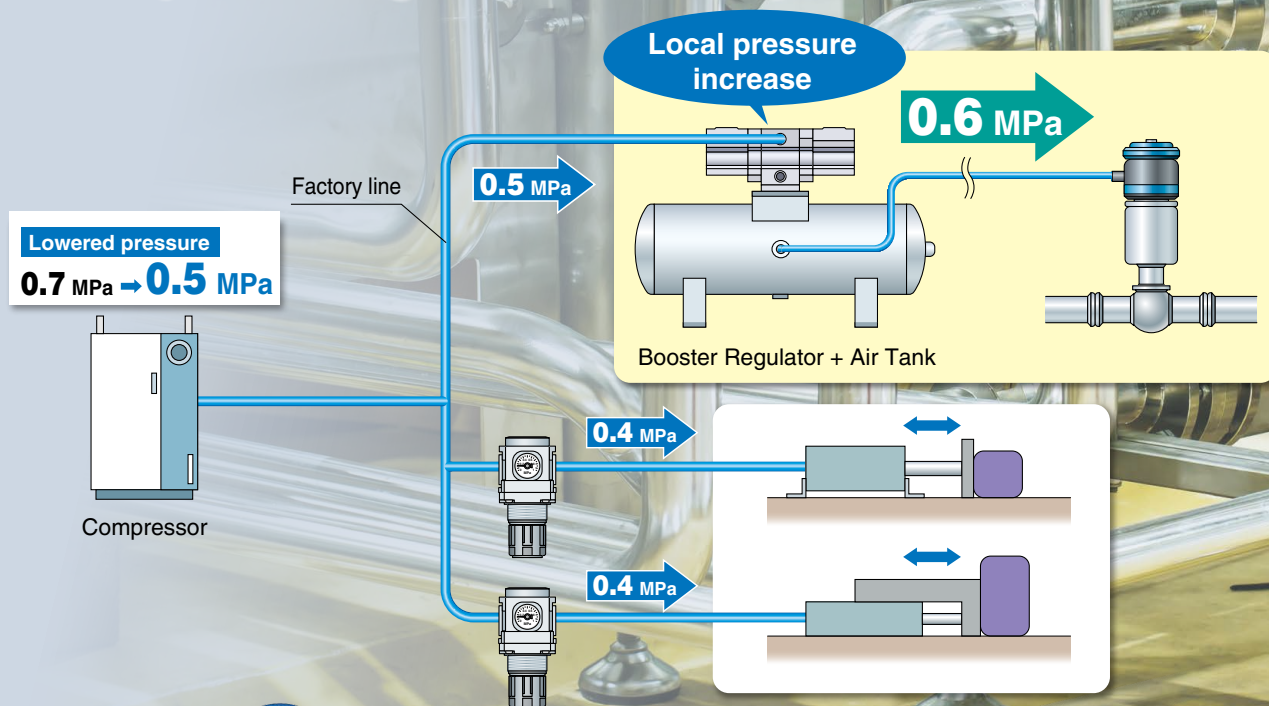 Local pressure
increase
0.6 MPa
0.5 MPa
Factory line
Lowered pressure
0.7 MPa ➡ 0.5 MPa
Booster Regulator + Air Tank
0.4 MPa
Compressor
0.4 MPa